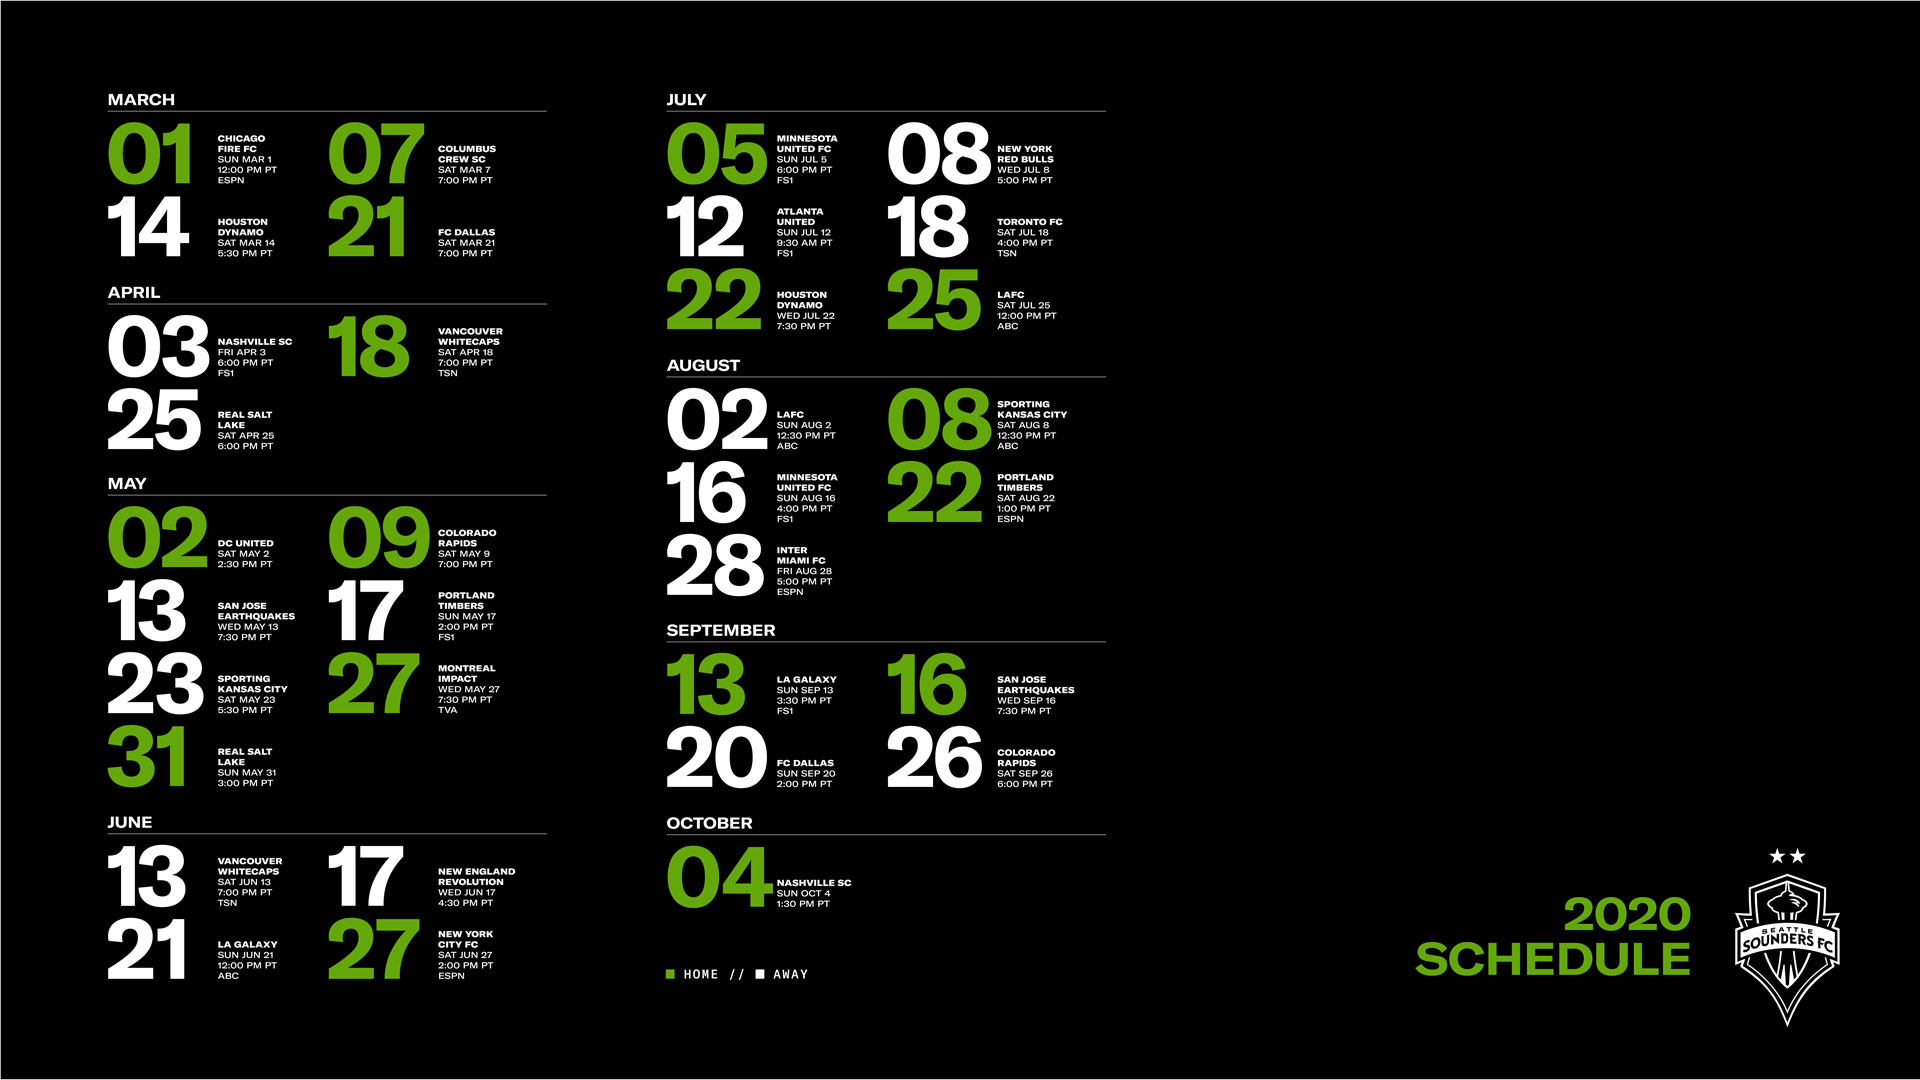 MARCH
01
CHICAGO
FIRE FC
SUN MAR 1
12:00 PM PT
ESPN
07
COLUMBUS
CREW SC
SAT MAR 7
7:00 PM PT
14
HOUSTON
DYNAMO
SAT MAR 14
5:30 PM PT
21
FC DALLAS
SAT MAR 21
7:00 PM PT
APRIL
03
NASHVILLE SC
FRI APR 3
6:00 PM PT
FS1
18
VANCOUVER
WHITECAPS
SAT APR 18
7:00 PM PT
TSN
25
REAL SALT
LAKE
SAT APR 25
6:00 PM PT
MAY
02
DC UNITED
SAT MAY 2
2:30 PM PT
09
COLORADO
RAPIDS
SAT MAY 9
7:00 PM PT
13
SAN JOSE
EARTHQUAKES
WED MAY 13
7:30 PM PT
17
PORTLAND
TIMBERS
SUN MAY 17
2:00 PM PT
FS1
23
SPORTING
KANSAS CITY
SAT MAY 23
5:30 PM PT
27
MONTREAL
IMPACT
WED MAY 27
7:30 PM PT
TVA
31
REAL SALT
LAKE
SUN MAY 31
3:00 PM PT
JUNE
13
VANCOUVER
WHITECAPS
SAT JUN 13
7:00 PM PT
TSN
17
NEW ENGLAND
REVOLUTION
WED JUN 17
4:30 PM PT
21
LA GALAXY
SUN JUN 21
12:00 PM PT
ABC
27
NEW YORK
CITY FC
SAT JUN 27
2:00 PM PT
ESPN
JULY
05
MINNESOTA
UNITED FC
SUN JUL 5
6:00 PM PT
FS1
08
NEW YORK
RED BULLS
WED JUL 8
5:00 PM PT
12
ATLANTA
UNITED
SUN JUL 12
9:30 AM PT
FS1
18
TORONTO FC
SAT JUL 18
4:00 PM PT
TSN
22
HOUSTON
DYNAMO
WED JUL 22
7:30 PM PT
25
LAFC
SAT JUL 25
12:00 PM PT
ABC
AUGUST
02
LAFC
SUN AUG 2
12:30 PM PT
ABC
08
SPORTING
KANSAS CITY
SAT AUG 8
12:30 PM PT
ABC
16
MINNESOTA
UNITED FC
SUN AUG 16
4:00 PM PT
FS1
22
PORTLAND
TIMBERS
SAT AUG 22
1:00 PM PT
ESPN
28
INTER
MIAMI FC
FRI AUG 28
5:00 PM PT
ESPN
SEPTEMBER
13
LA GALAXY
SUN SEP 13
3:30 PM PT
FS1
16
SAN JOSE
EARTHQUAKES
WED SEP 16
7:30 PM PT
20
FC DALLAS
SUN SEP 20
2:00 PM PT
26
COLORADO
RAPIDS
SAT SEP 26
6:00 PM PT
OCTOBER
04
NASHVILLE SC
SUN OCT 4
1:30 PM PT
HOME // AWAY
2020
SCHEDULE
SEATTLE
SOUNDERS FC